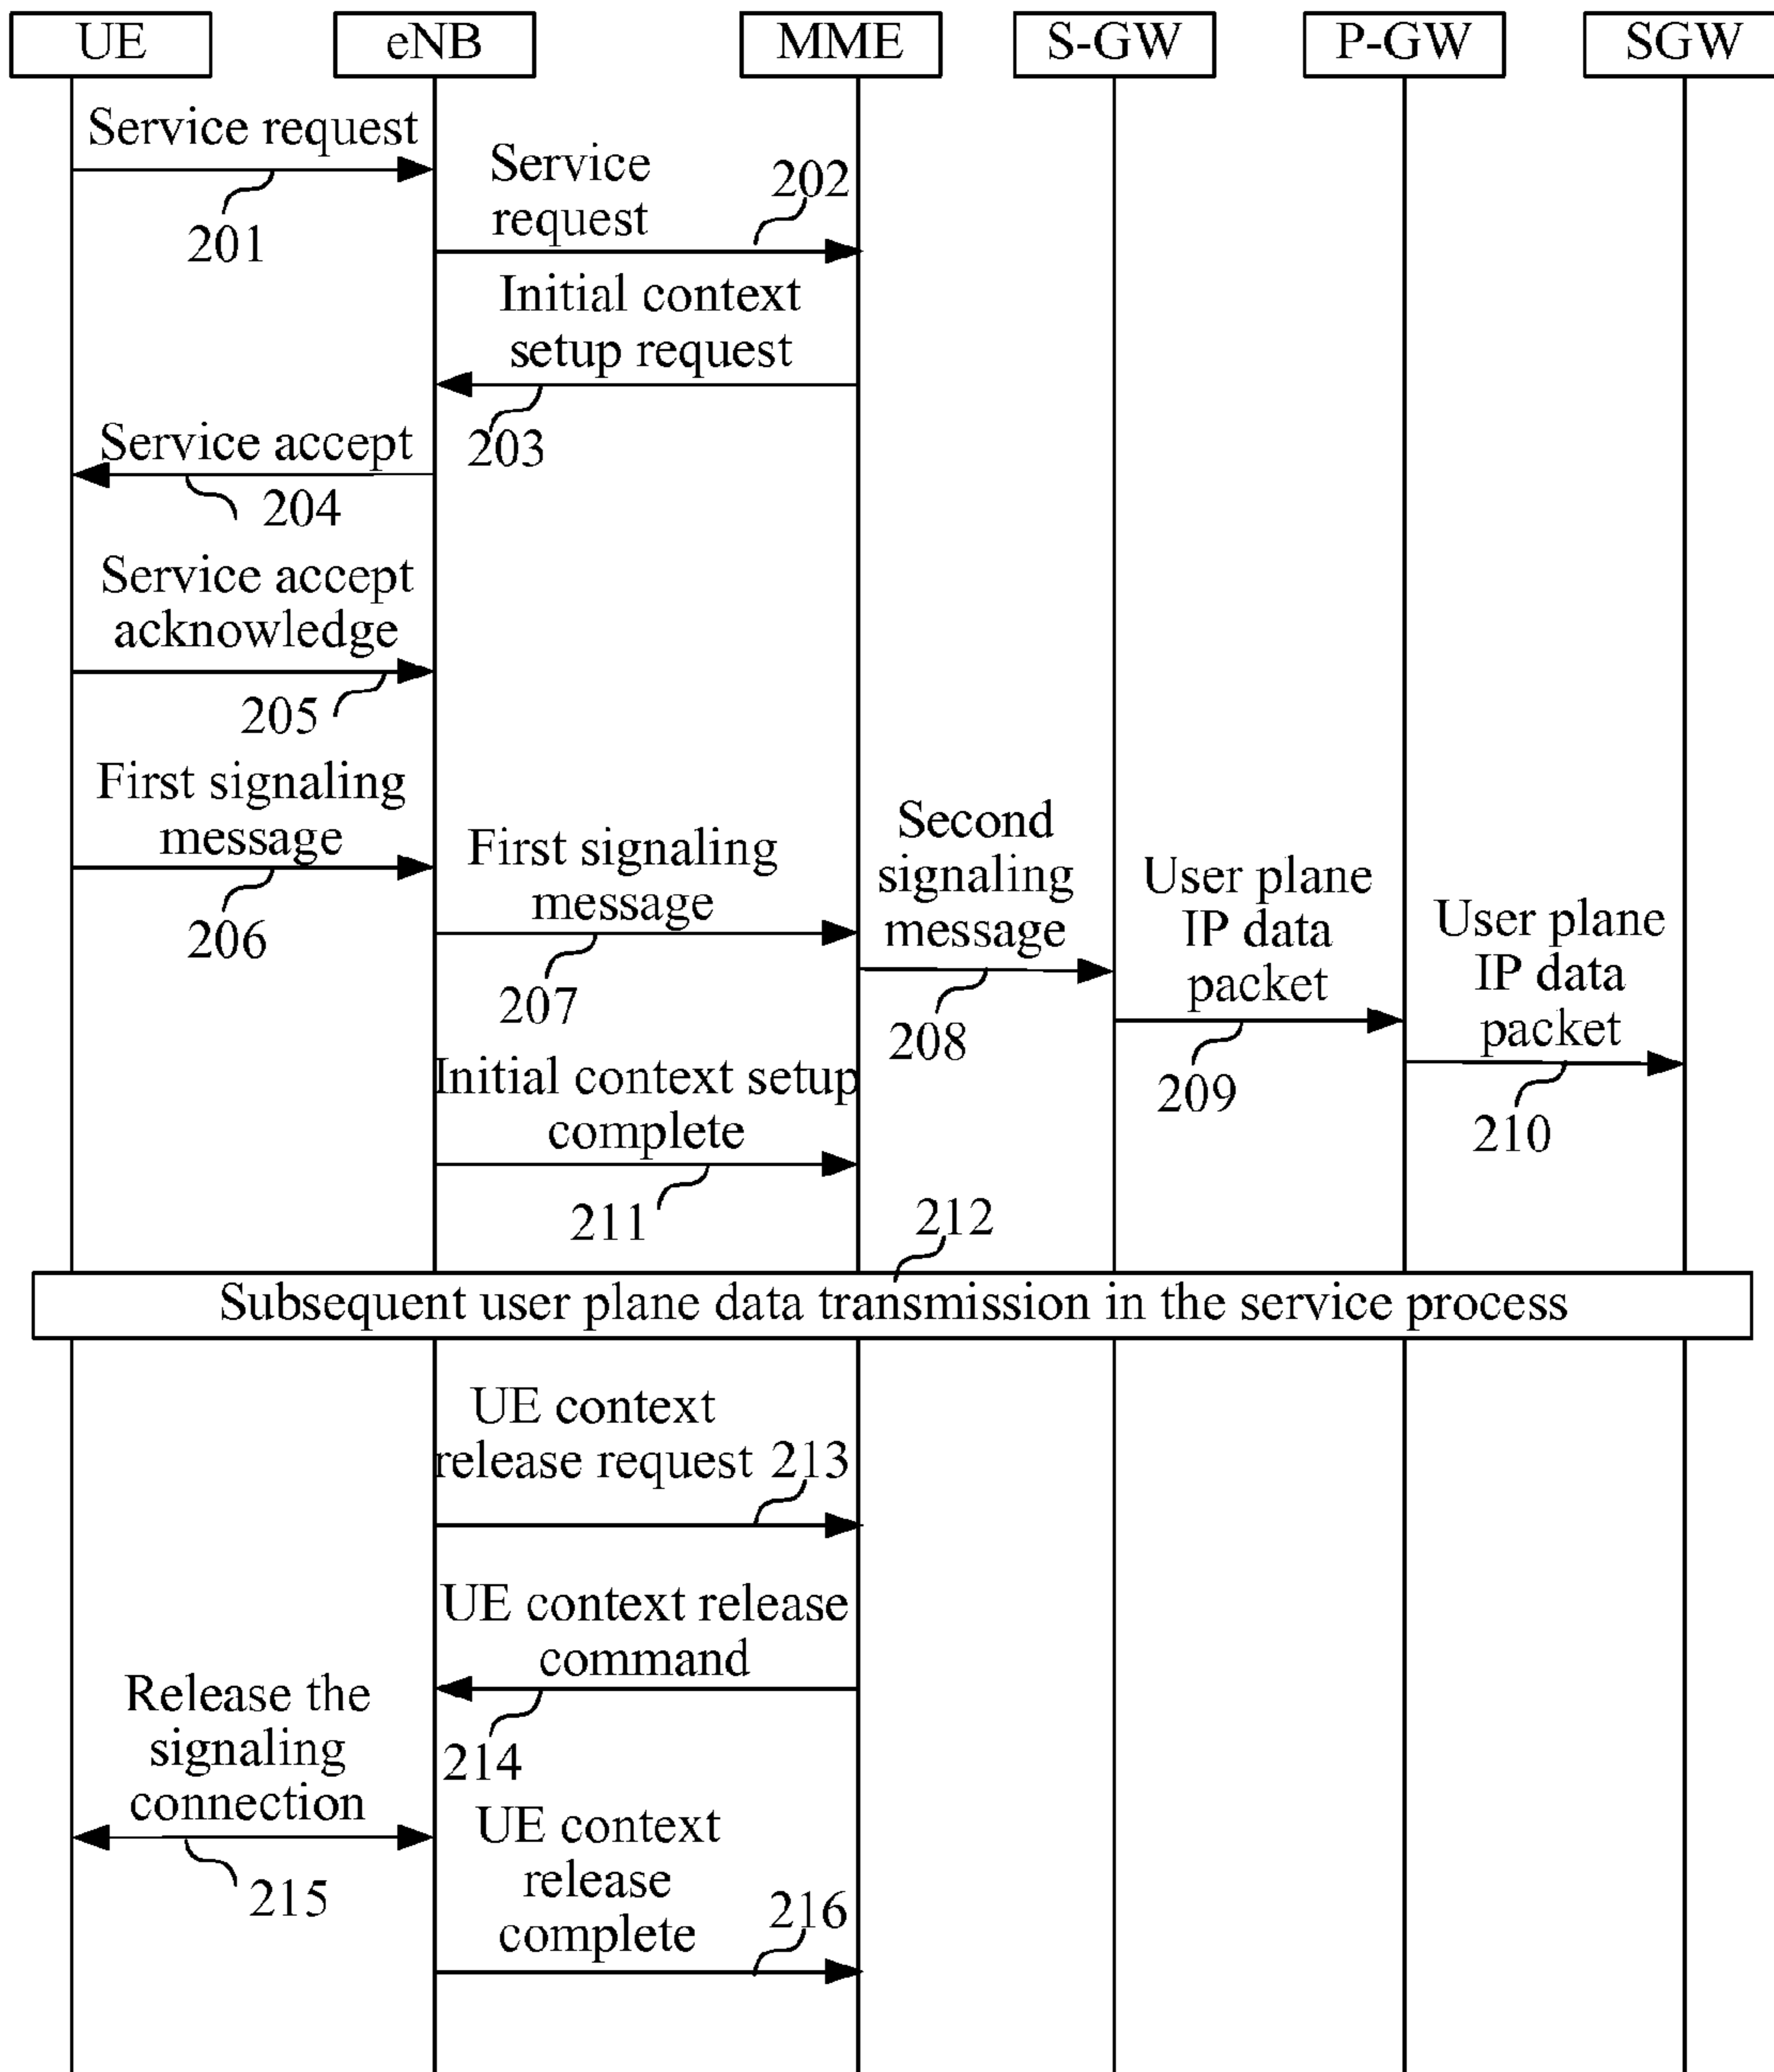 UE eNB MME S-GW P-GW SGW
Service request
201
Service
request
202
Initial context
setup request
203
Service accept
204
Service accept
acknowledge
205
First signaling
message
206
First signaling
message
207
Second
signaling
message
208
User plane
IP data
packet
209
User plane
IP data
packet
210
Initial context setup
complete
211
212
Subsequent user plane data transmission in the service process
UE context
release request
213
UE context release
command
214
Release the
signaling
connection
215
UE context
release
complete
216